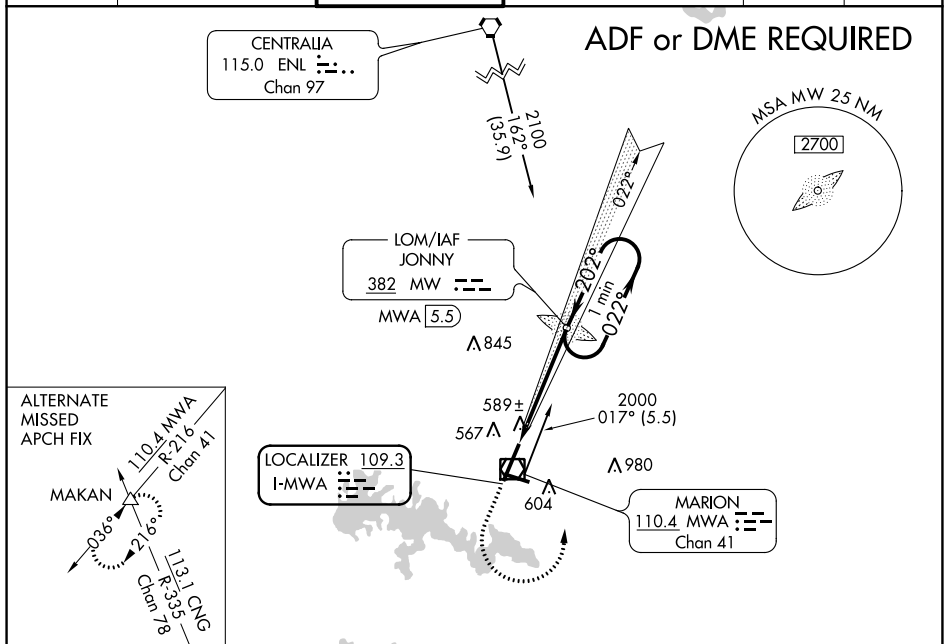 CENTRALIA
115.0 ENL
Chan 97
ADF or DME REQUIRED
2100
162°
(35.9)
MSA MW 25 NM
2700
022°
LOM/IAF
JONNY
382 MW
MWA 5.5
202°
1 min
022°
845
589±
567
2000
017° (5.5)
980
604
LOCALIZER 109.3
I-MWA
MARION
110.4 MWA
Chan 41
ALTERNATE
MISSED
APCH FIX
110.4 MWA
R-216
Chan 41
MAKAN
036°
216°
113.1 CNG
R-335
Chan 78